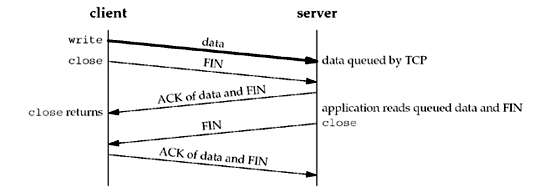 client server
write data
data queued by TCP
close FIN
ACK of data and FIN
close returns application reads queued data and FIN
FIN close
ACK of data and FIN